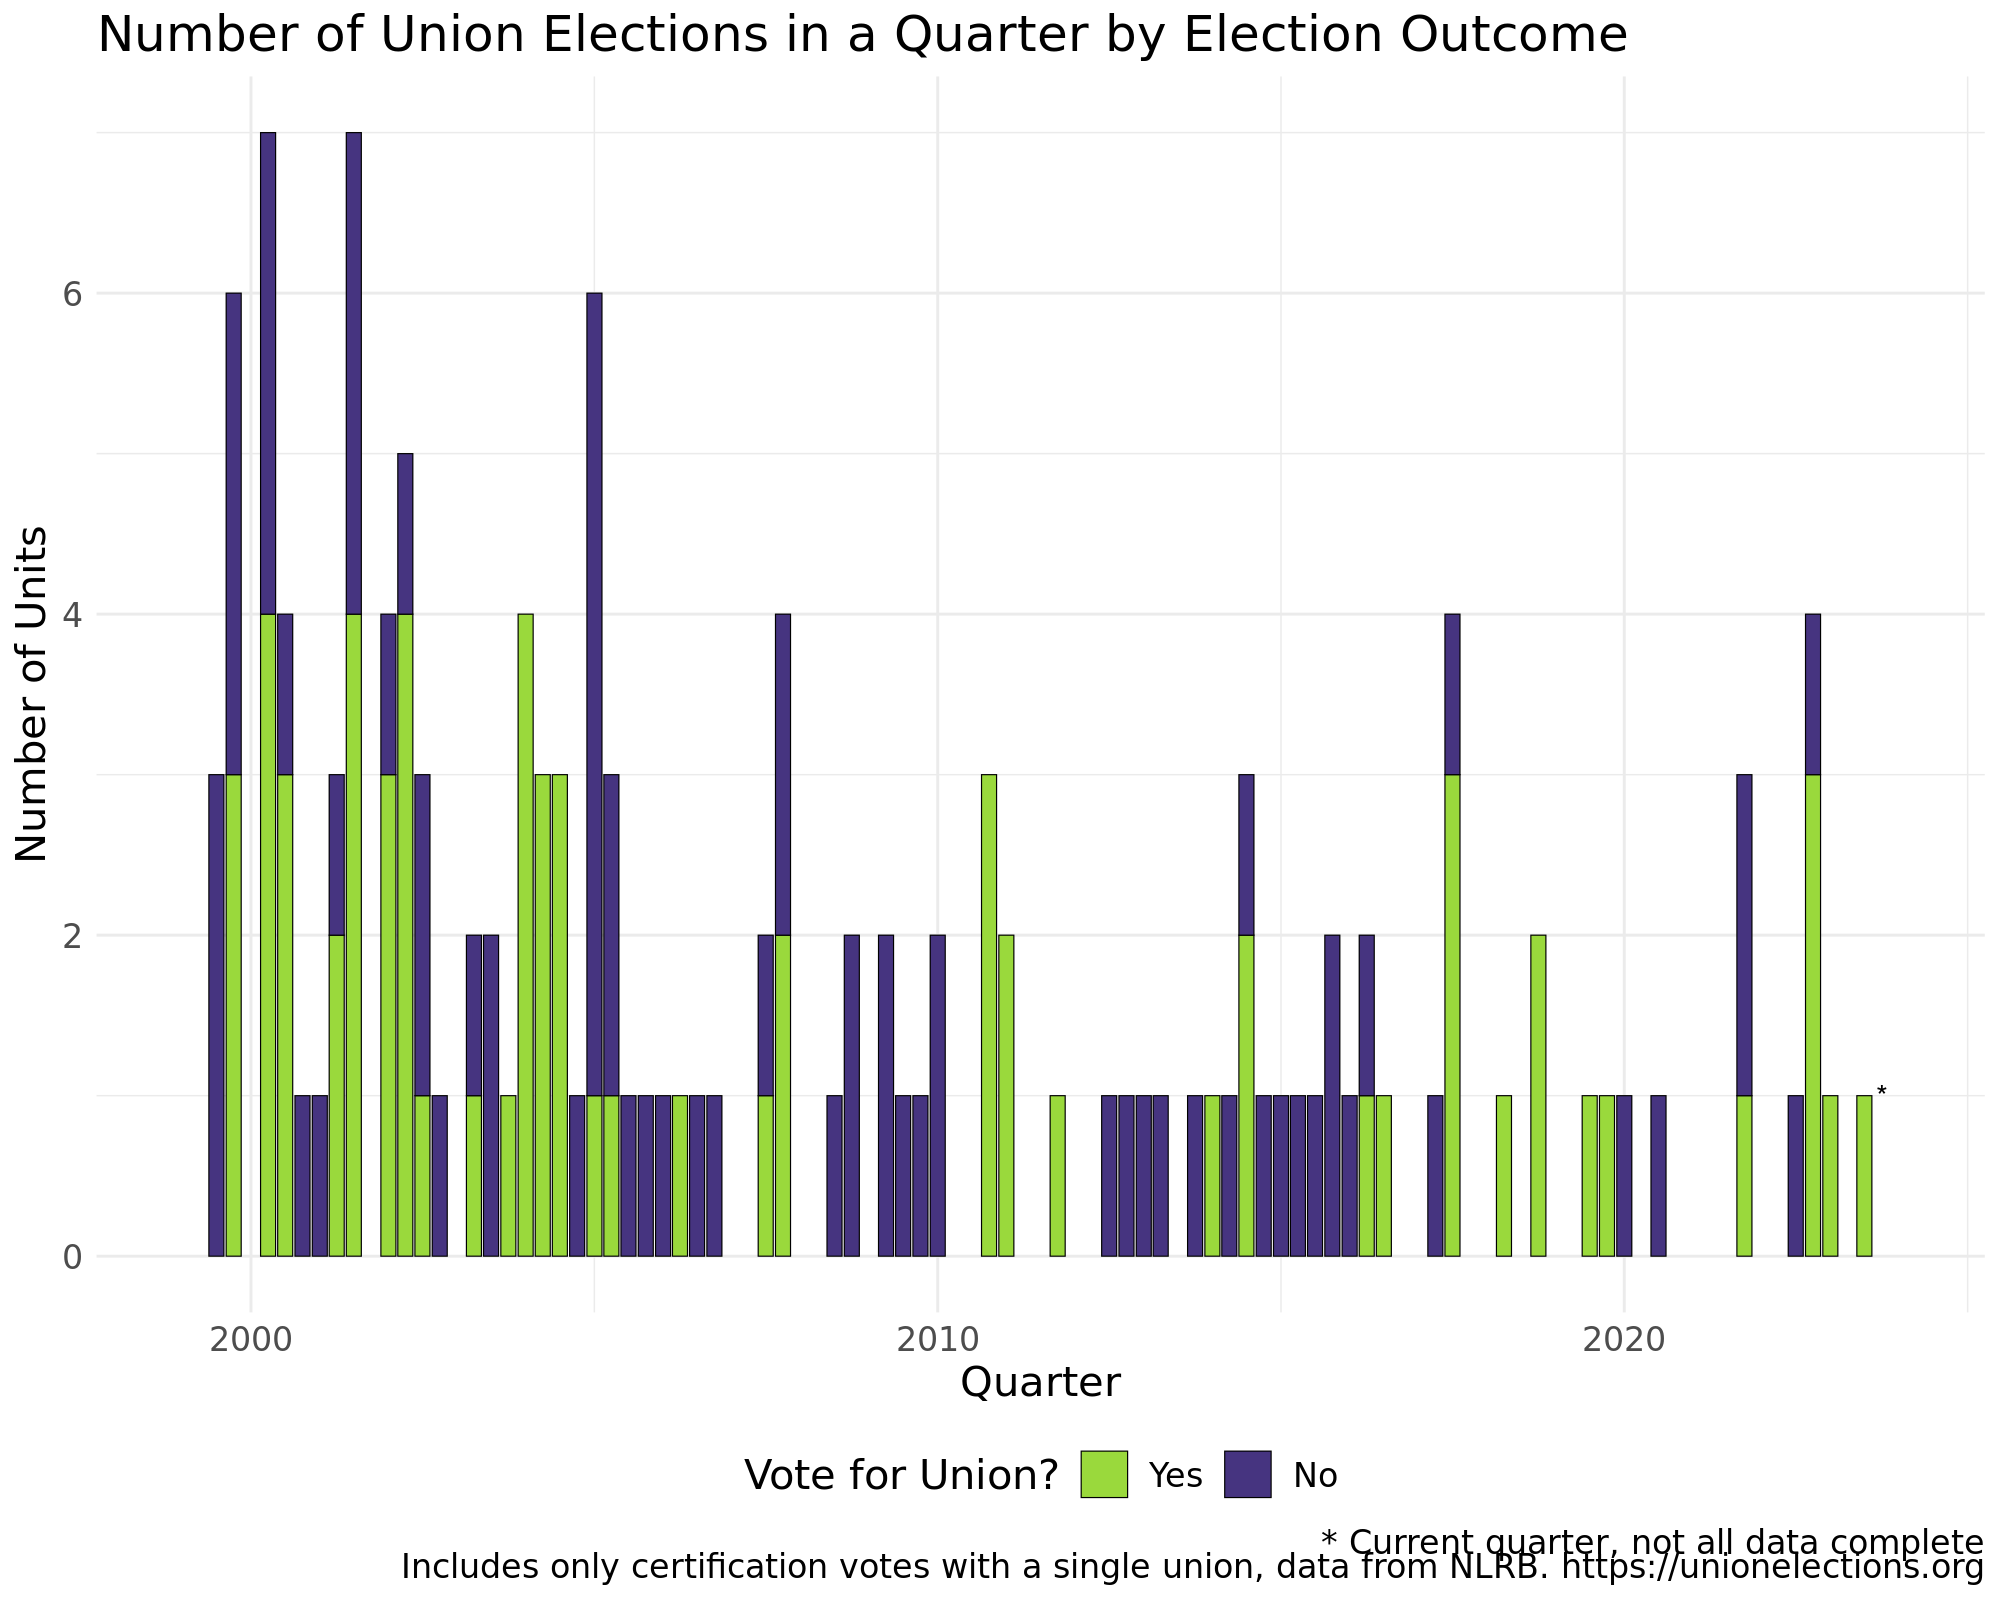 Number of Union Elections in a Quarter by Election Outcome
Number of Units
6
4
2
0
*
2000 2010 2020
Quarter
Vote for Union? Yes No
* Current quarter, not all data complete
Includes only certification votes with a single union, data from NLRB. https://unionelections.org